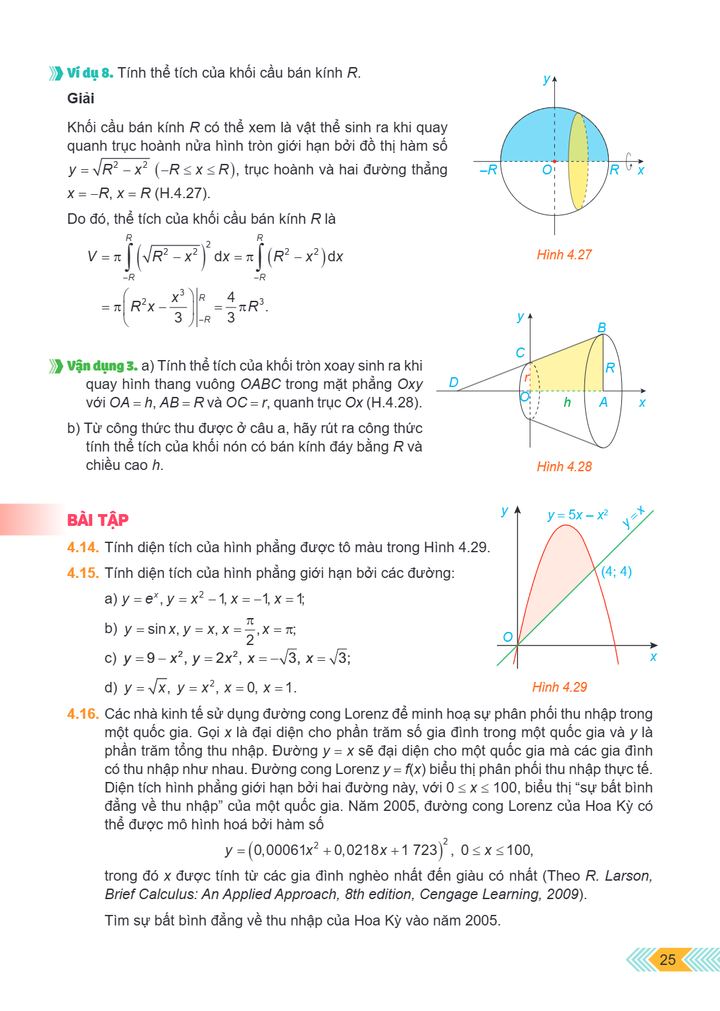 Ví dụ 8. Tính thể tích của khối cầu bán kính R.
Giải
Khối cầu bán kính R có thể xem là vật thể sinh ra khi quay
quanh trục hoành nửa hình tròn giới hạn bởi đồ thị hàm số
y = √(R² – x²) (–R ≤ x ≤ R), trục hoành và hai đường thẳng
x = –R, x = R (H.4.27).
Do đó, thể tích của khối cầu bán kính R là
V = π∫_{–R}^{R} (√(R² – x²))² dx = π∫_{–R}^{R} (R² – x²)dx
= π(R²x – x³/3)|_{–R}^{R} = 4/3 πR³.
y
–R
O
R
x
Hình 4.27
Vận dụng 3. a) Tính thể tích của khối tròn xoay sinh ra khi
quay hình thang vuông OABC trong mặt phẳng Oxy
với OA = h, AB = R và OC = r, quanh trục Ox (H.4.28).
b) Từ công thức thu được ở câu a, hãy rút ra công thức
tính thể tích của khối nón có bán kính đáy bằng R và
chiều cao h.
y
B
C
D
r
R
O
h
A
x
Hình 4.28
BÀI TẬP
4.14. Tính diện tích của hình phẳng được tô màu trong Hình 4.29.
4.15. Tính diện tích của hình phẳng giới hạn bởi các đường:
a) y = eˣ, y = x² – 1, x = –1, x = 1;
b) y = sin x, y = x, x = π/2, x = π;
c) y = 9 – x², y = 2x², x = –√3, x = √3;
d) y = √x, y = x², x = 0, x = 1.
y
y = 5x – x²
y = x
(4; 4)
O
x
Hình 4.29
4.16. Các nhà kinh tế sử dụng đường cong Lorenz để minh hoạ sự phân phối thu nhập trong
một quốc gia. Gọi x là đại diện cho phần trăm số gia đình trong một quốc gia và y là
phần trăm tổng thu nhập. Đường y = x sẽ đại diện cho một quốc gia mà các gia đình
có thu nhập như nhau. Đường cong Lorenz y = f(x) biểu thị phân phối thu nhập thực tế.
Diện tích hình phẳng giới hạn bởi hai đường này, với 0 ≤ x ≤ 100, biểu thị “sự bất bình
đẳng về thu nhập” của một quốc gia. Năm 2005, đường cong Lorenz của Hoa Kỳ có
thể được mô hình hoá bởi hàm số
y = (0,00061x² + 0,0218x + 1 723)², 0 ≤ x ≤ 100,
trong đó x được tính từ các gia đình nghèo nhất đến giàu có nhất (Theo R. Larson,
Brief Calculus: An Applied Approach, 8th edition, Cengage Learning, 2009).
Tìm sự bất bình đẳng về thu nhập của Hoa Kỳ vào năm 2005.
25